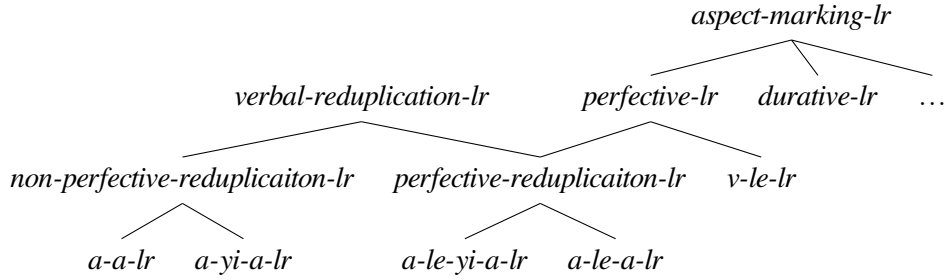 aspect-marking-lr
verbal-reduplication-lr perfective-lr durative-lr …
non-perfective-reduplicaiton-lr perfective-reduplicaiton-lr v-le-lr
a-a-lr a-yi-a-lr a-le-yi-a-lr a-le-a-lr